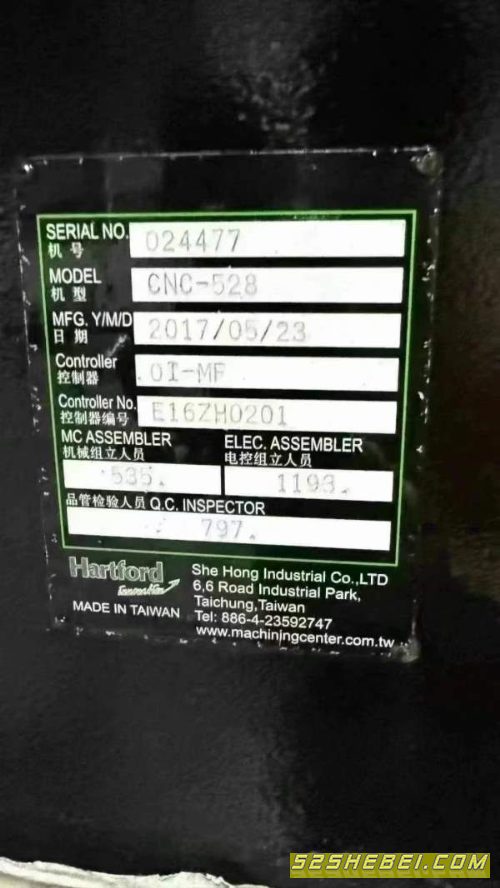 SERIAL NO. 024477
机 号
MODEL CNC-528
机 型
MFG. Y/M/D 2017/05/23
日 期
Controller OI-MF
控制器
Controller No. E16ZH0201
控制器编号
MC ASSEMBLER ELEC. ASSEMBLER
机械组立人员 电控组立人员
535. 1193.
品管检验人员 Q.C. INSPECTOR
797.
Hartford She Hong Industrial Co.,LTD
6,6 Road Industrial Park,
MADE IN TAIWAN Taichung,Taiwan
Tel: 886-4-23592747
www.machiningcenter.com.tw
52SHEBEI.COM